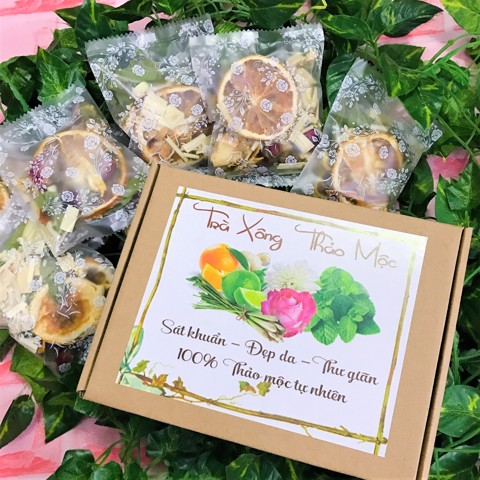 Trà Xông Thảo Mộc
Sát khuẩn – Đẹp da – Thư giãn
100% Thảo mộc tự nhiên